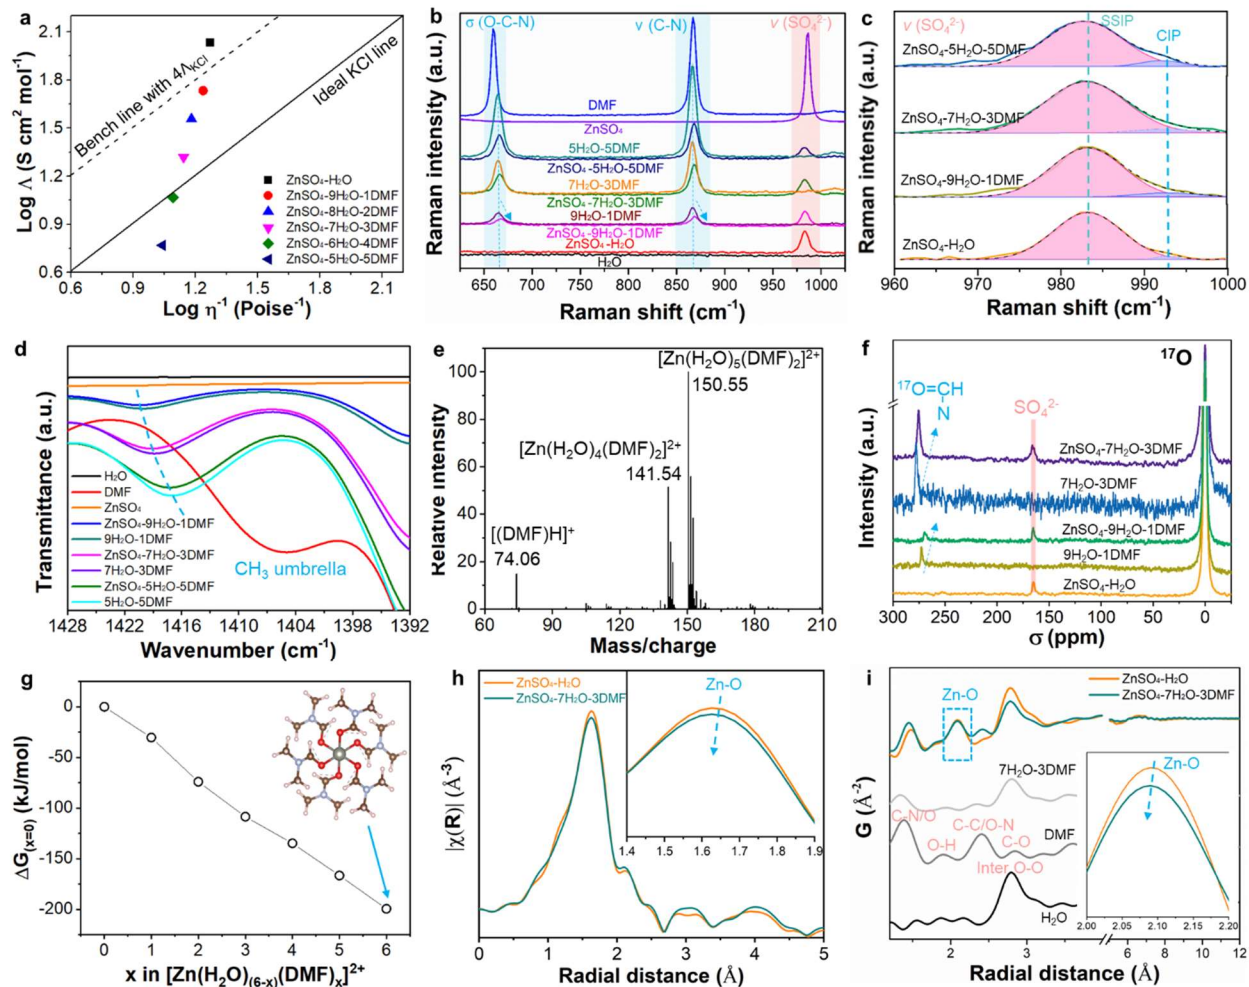 a
Log Λ (S cm² mol⁻¹)
2.1
1.8
1.5
1.2
0.9
0.6
Bench line with 4Λ_KCl
Ideal KCl line
ZnSO₄-H₂O
ZnSO₄-9H₂O-1DMF
ZnSO₄-8H₂O-2DMF
ZnSO₄-7H₂O-3DMF
ZnSO₄-6H₂O-4DMF
ZnSO₄-5H₂O-5DMF
0.6 0.9 1.2 1.5 1.8 2.1
Log η⁻¹ (Poise⁻¹)
b
Raman intensity (a.u.)
σ (O-C-N)
ν (C-N)
ν (SO₄²⁻)
DMF
ZnSO₄
5H₂O-5DMF
ZnSO₄-5H₂O-5DMF
7H₂O-3DMF
ZnSO₄-7H₂O-3DMF
9H₂O-1DMF
ZnSO₄-9H₂O-1DMF
ZnSO₄-H₂O
H₂O
650 700 750 800 850 900 950 1000
Raman shift (cm⁻¹)
c
Raman intensity (a.u.)
ν (SO₄²⁻)
SSIP
CIP
ZnSO₄-5H₂O-5DMF
ZnSO₄-7H₂O-3DMF
ZnSO₄-9H₂O-1DMF
ZnSO₄-H₂O
960 970 980 990 1000
Raman shift (cm⁻¹)
d
Transmittance (a.u.)
H₂O
DMF
ZnSO₄
ZnSO₄-9H₂O-1DMF
9H₂O-1DMF
ZnSO₄-7H₂O-3DMF
7H₂O-3DMF
ZnSO₄-5H₂O-5DMF
5H₂O-5DMF
CH₃ umbrella
1428 1422 1416 1410 1404 1398 1392
Wavenumber (cm⁻¹)
e
Relative intensity
100
80
60
40
20
0
[Zn(H₂O)₅(DMF)₂]²⁺
150.55
[Zn(H₂O)₄(DMF)₂]²⁺
141.54
[(DMF)H]⁺
74.06
60 90 120 150 180 210
Mass/charge
f
Intensity (a.u.)
¹⁷O
¹⁷O=CH
N
SO₄²⁻
ZnSO₄-7H₂O-3DMF
7H₂O-3DMF
ZnSO₄-9H₂O-1DMF
9H₂O-1DMF
ZnSO₄-H₂O
300 250 200 150 100 50 0
σ (ppm)
g
ΔG(x=0) (kJ/mol)
0
-50
-100
-150
-200
0 1 2 3 4 5 6
x in [Zn(H₂O)₍₆₋ₓ₎(DMF)ₓ]²⁺
h
|χ(R)| (Å⁻³)
ZnSO₄-H₂O
ZnSO₄-7H₂O-3DMF
Zn-O
1.4 1.5 1.6 1.7 1.8 1.9
0 1 2 3 4 5
Radial distance (Å)
i
G (Å⁻²)
ZnSO₄-H₂O
ZnSO₄-7H₂O-3DMF
Zn-O
7H₂O-3DMF
C-N/O
O-H
C-C/O-N
C-O
DMF
Inter O-O
H₂O
Zn-O
2.00 2.05 2.10 2.15 2.20
2 3 6 8 10 12
Radial distance (Å)